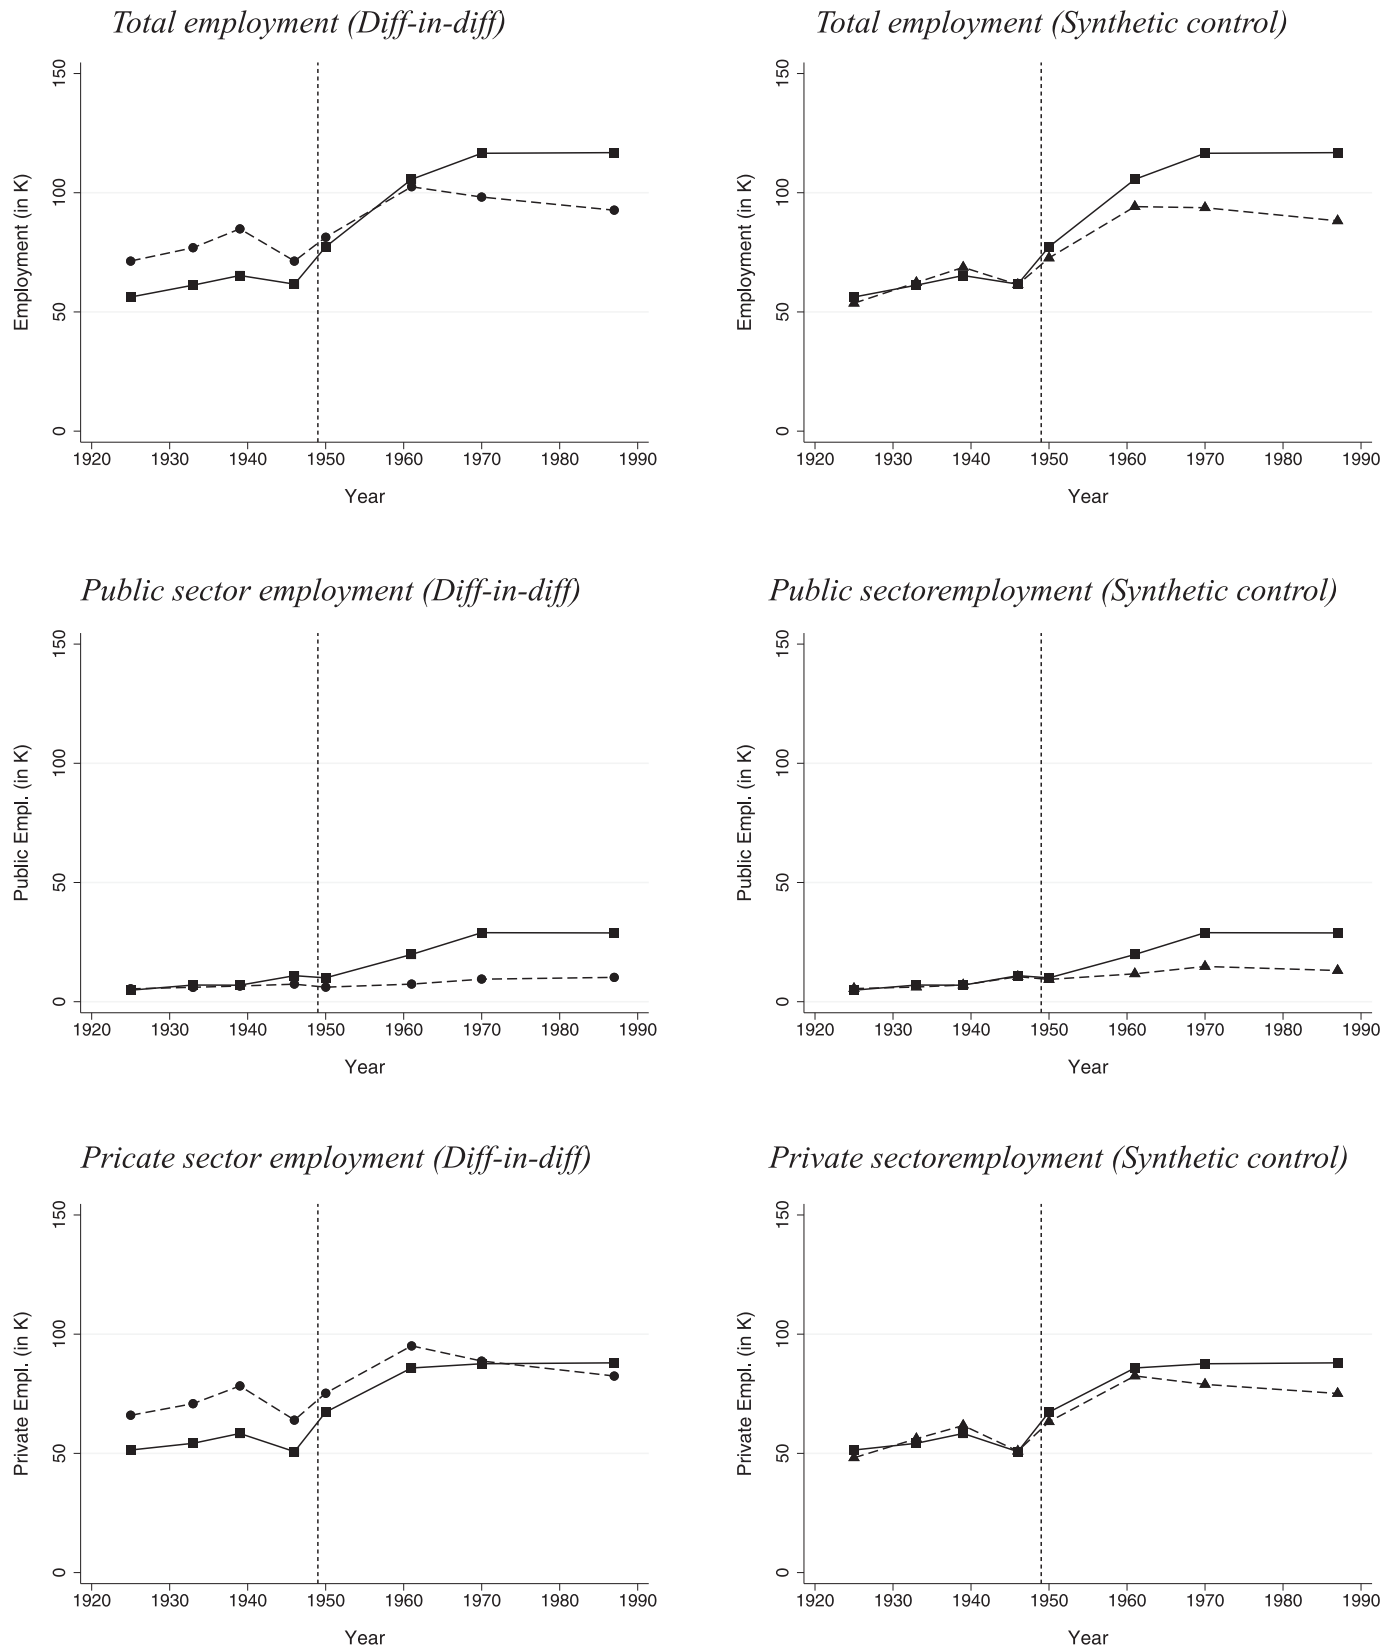 Total employment (Diff-in-diff)
150
100
50
0
Employment (in K)
1920 1930 1940 1950 1960 1970 1980 1990
Year
Total employment (Synthetic control)
150
100
50
0
Employment (in K)
1920 1930 1940 1950 1960 1970 1980 1990
Year
Public sector employment (Diff-in-diff)
150
100
50
0
Public Empl. (in K)
1920 1930 1940 1950 1960 1970 1980 1990
Year
Public sectoremployment (Synthetic control)
150
100
50
0
Public Empl. (in K)
1920 1930 1940 1950 1960 1970 1980 1990
Year
Pricate sector employment (Diff-in-diff)
150
100
50
0
Private Empl. (in K)
1920 1930 1940 1950 1960 1970 1980 1990
Year
Private sectoremployment (Synthetic control)
150
100
50
0
Private Empl. (in K)
1920 1930 1940 1950 1960 1970 1980 1990
Year